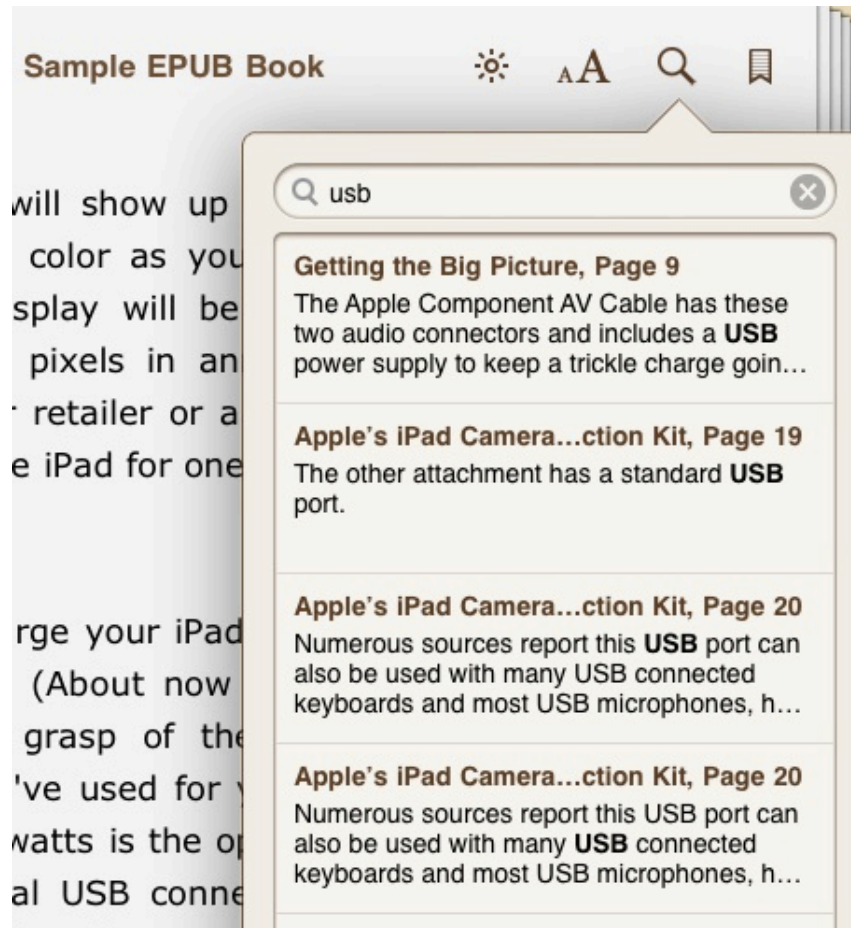 Sample EPUB Book
AA
will show up
color as you
splay will be
pixels in an
retailer or a
e iPad for one
rge your iPad
(About now
grasp of the
've used for
watts is the
al USB conne
usb
Getting the Big Picture, Page 9
The Apple Component AV Cable has these
two audio connectors and includes a USB
power supply to keep a trickle charge goin…
Apple's iPad Camera…ction Kit, Page 19
The other attachment has a standard USB
port.
Apple's iPad Camera…ction Kit, Page 20
Numerous sources report this USB port can
also be used with many USB connected
keyboards and most USB microphones, h…
Apple's iPad Camera…ction Kit, Page 20
Numerous sources report this USB port can
also be used with many USB connected
keyboards and most USB microphones, h…